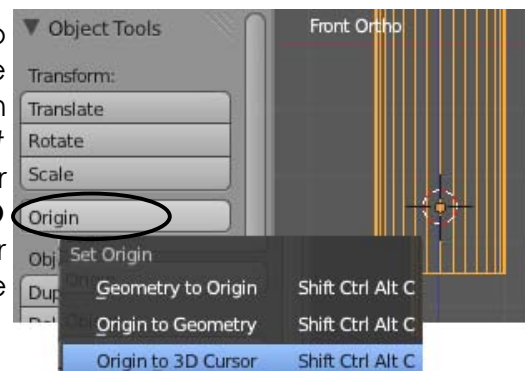 Object Tools
Front Ortho
Transform:
Translate
Rotate
Scale
Origin
Set Origin
Geometry to Origin Shift Ctrl Alt C
Origin to Geometry Shift Ctrl Alt C
Origin to 3D Cursor Shift Ctrl Alt C